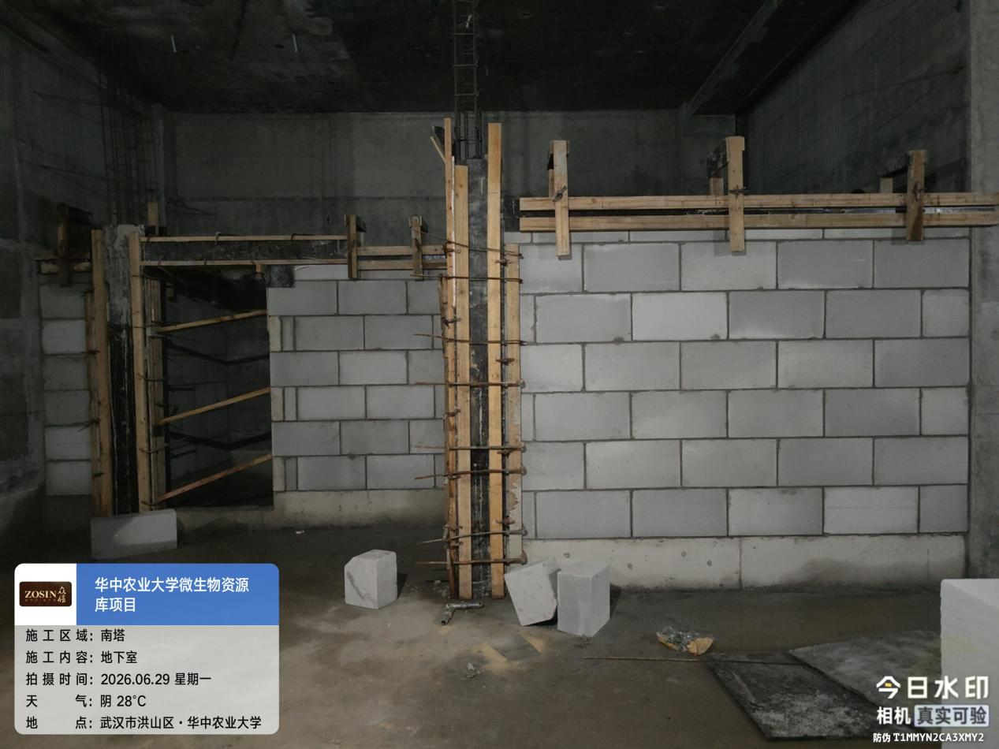 ZOSIN 众信
华中农业大学微生物资源
库项目
施工区域：南塔
施工内容：地下室
拍摄时间：2026.06.29 星期一
天气：阴 28°C
地点：武汉市洪山区·华中农业大学
今日水印
相机 真实可验
防伪 T1MMYN2CA3XMY2